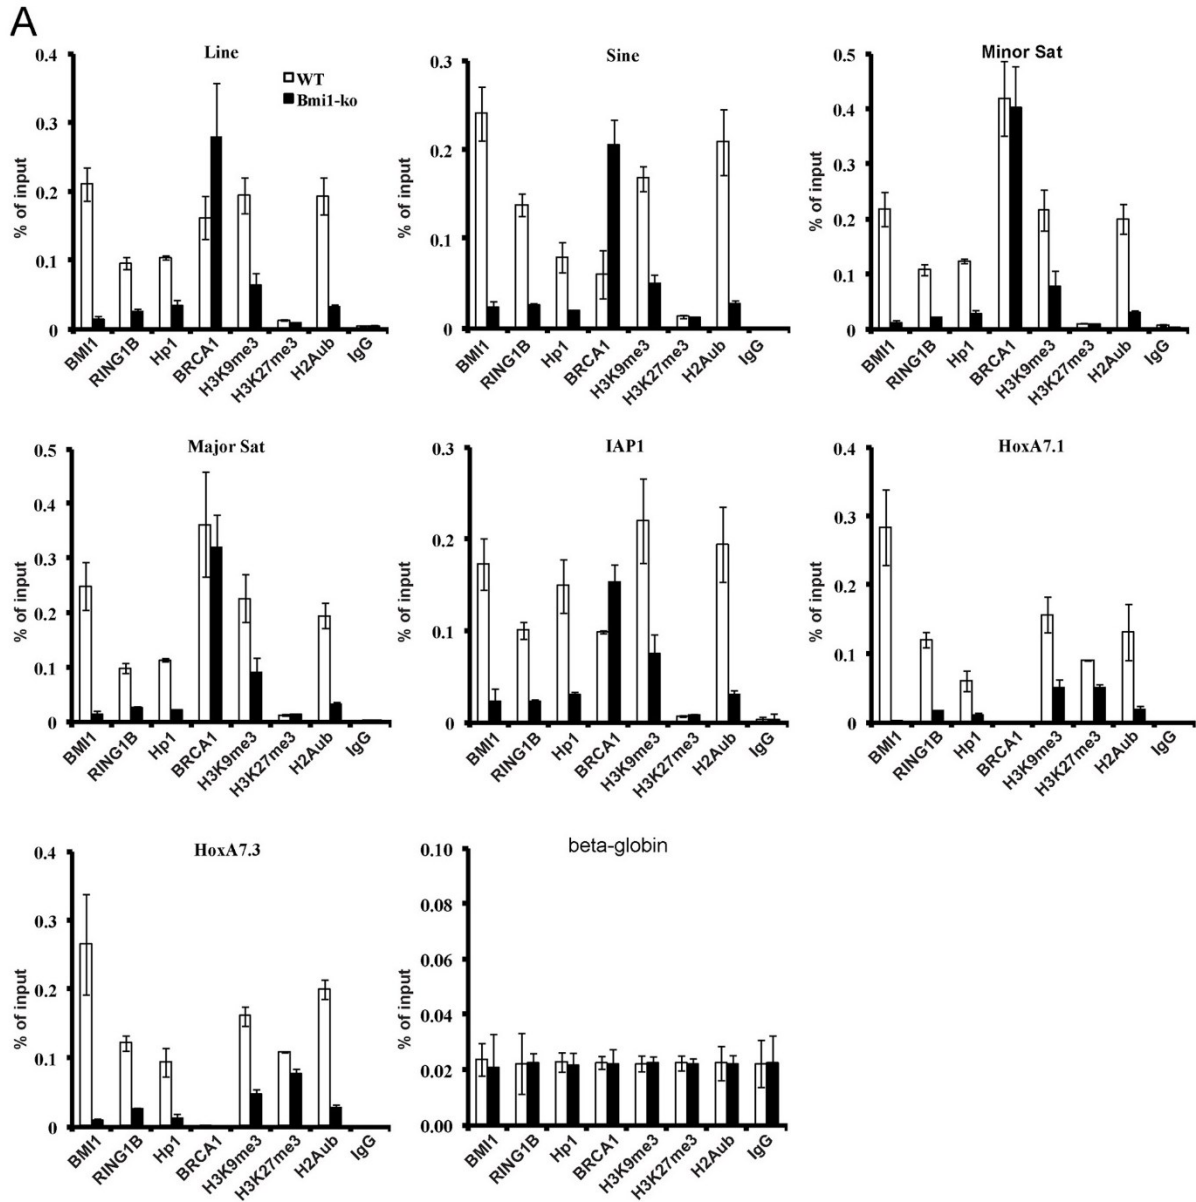 A
Line
0.4
0.3
0.2
0.1
0
% of input
WT
Bmi1-ko
BMI1
RING1B
Hp1
BRCA1
H3K9me3
H3K27me3
H2Aub
IgG
Sine
0.3
0.2
0.1
0
% of input
BMI1
RING1B
Hp1
BRCA1
H3K9me3
H3K27me3
H2Aub
IgG
Minor Sat
0.5
0.4
0.3
0.2
0.1
0
% of input
BMI1
RING1B
Hp1
BRCA1
H3K9me3
H3K27me3
H2Aub
IgG
Major Sat
0.5
0.4
0.3
0.2
0.1
0
% of input
BMI1
RING1B
Hp1
BRCA1
H3K9me3
H3K27me3
H2Aub
IgG
IAP1
0.3
0.2
0.1
0
% of input
BMI1
RING1B
Hp1
BRCA1
H3K9me3
H3K27me3
H2Aub
IgG
HoxA7.1
0.4
0.3
0.2
0.1
0
% of input
BMI1
RING1B
Hp1
BRCA1
H3K9me3
H3K27me3
H2Aub
IgG
HoxA7.3
0.4
0.3
0.2
0.1
0
% of input
BMI1
RING1B
Hp1
BRCA1
H3K9me3
H3K27me3
H2Aub
IgG
beta-globin
0.10
0.08
0.06
0.04
0.02
0.00
% of input
BMI1
RING1B
Hp1
BRCA1
H3K9me3
H3K27me3
H2Aub
IgG